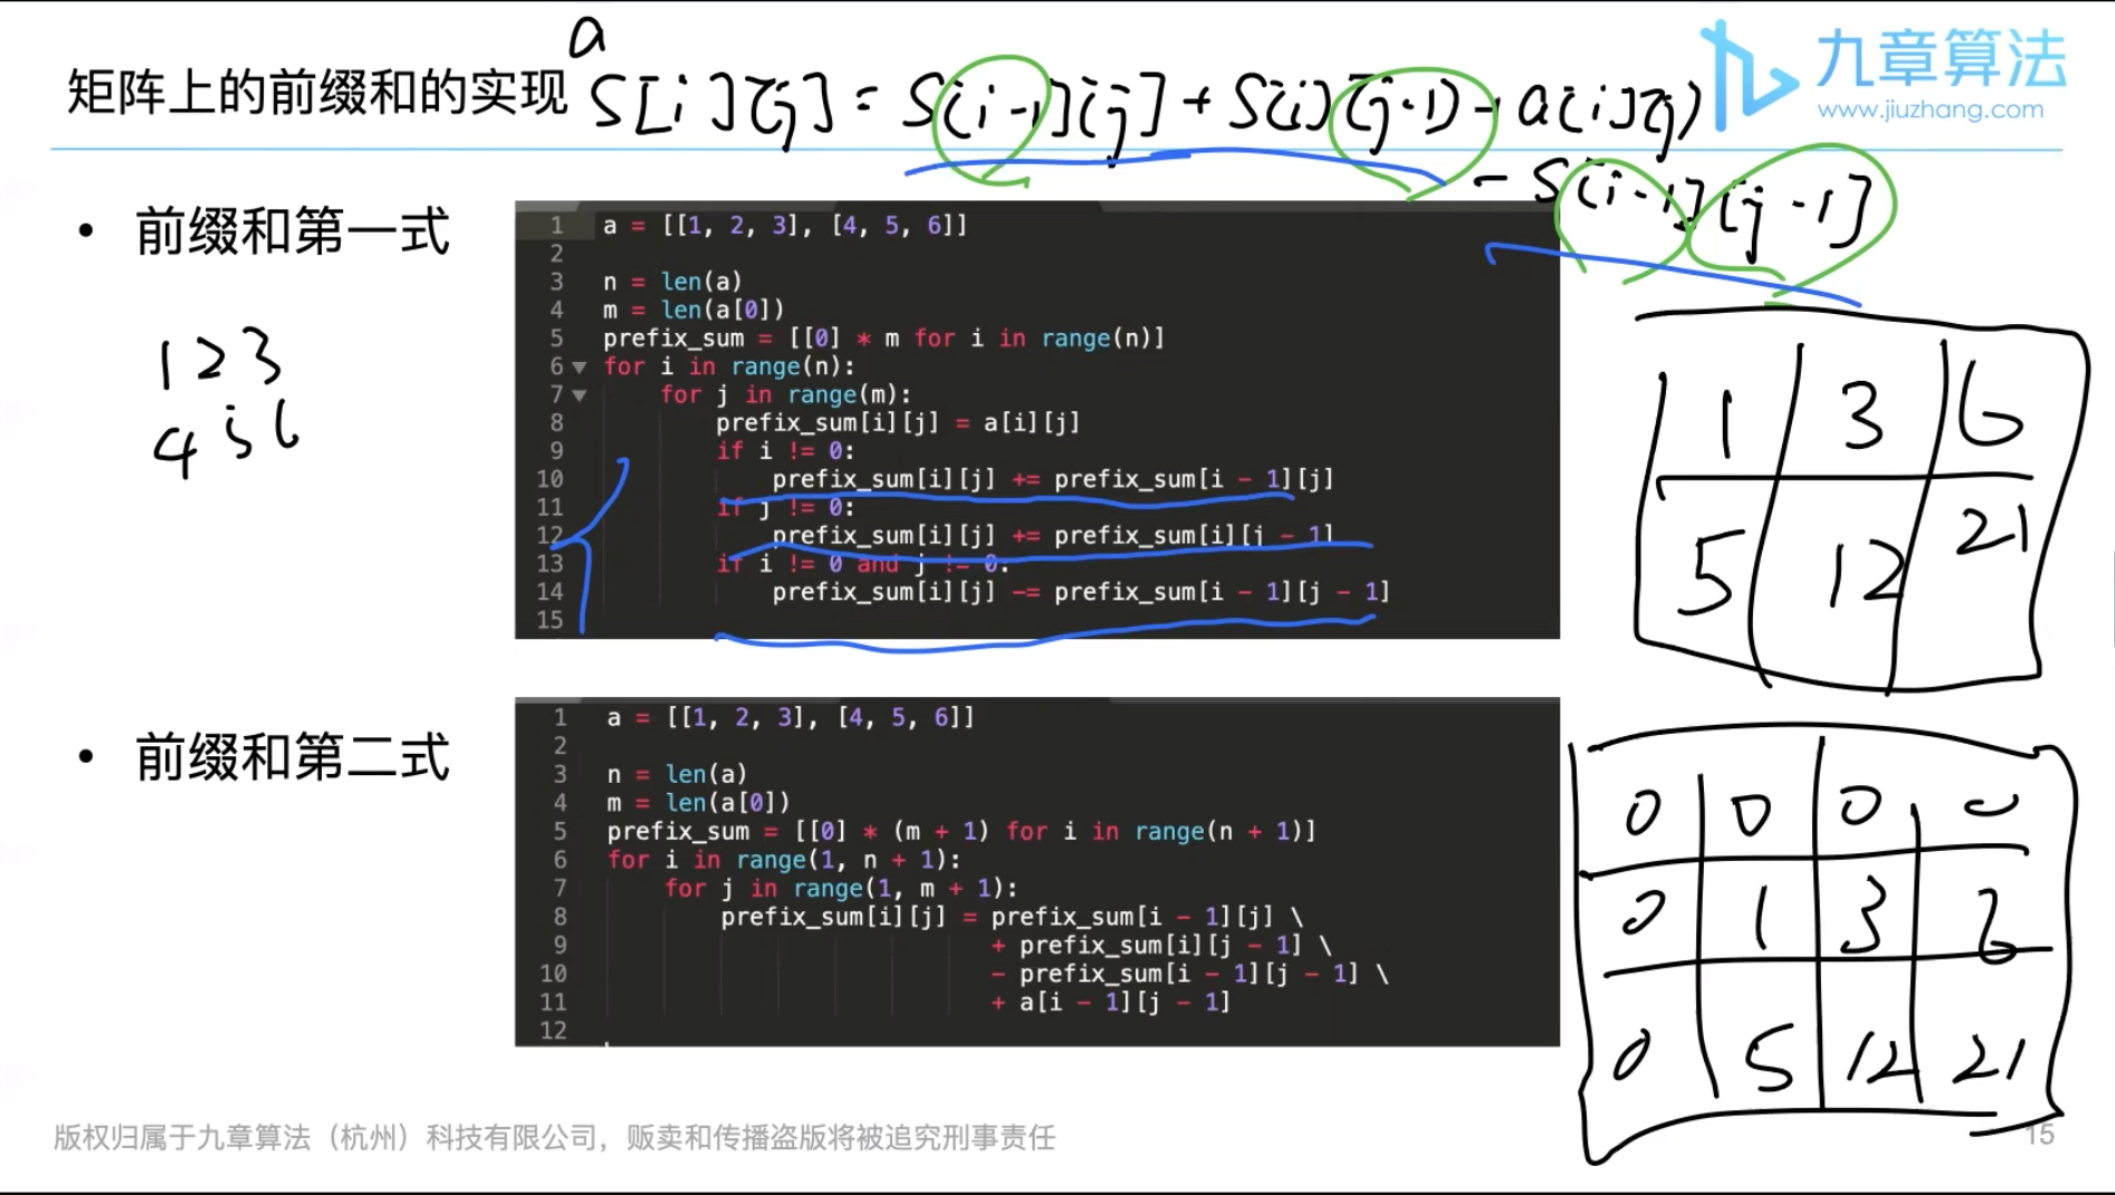 a
矩阵上的前缀和的实现 S[i][j] = S[i-1][j] + S[i][j-1] + a[i][j]
- S[i-1][j-1]
九章算法
www.jiuzhang.com
• 前缀和第一式
1 2 3
4 5 6
1 a = [[1, 2, 3], [4, 5, 6]]
2
3 n = len(a)
4 m = len(a[0])
5 prefix_sum = [[0] * m for i in range(n)]
6 for i in range(n):
7 for j in range(m):
8 prefix_sum[i][j] = a[i][j]
9 if i != 0:
10 prefix_sum[i][j] += prefix_sum[i - 1][j]
11 if j != 0:
12 prefix_sum[i][j] += prefix_sum[i][j - 1]
13 if i != 0 and j != 0:
14 prefix_sum[i][j] -= prefix_sum[i - 1][j - 1]
15
1 3 6
5 12 21
• 前缀和第二式
1 a = [[1, 2, 3], [4, 5, 6]]
2
3 n = len(a)
4 m = len(a[0])
5 prefix_sum = [[0] * (m + 1) for i in range(n + 1)]
6 for i in range(1, n + 1):
7 for j in range(1, m + 1):
8 prefix_sum[i][j] = prefix_sum[i - 1][j] \
9 + prefix_sum[i][j - 1] \
10 - prefix_sum[i - 1][j - 1] \
11 + a[i - 1][j - 1]
12
0 0 0 0
0 1 3 6
0 5 12 21
版权归属于九章算法（杭州）科技有限公司，贩卖和传播盗版将被追究刑事责任
15